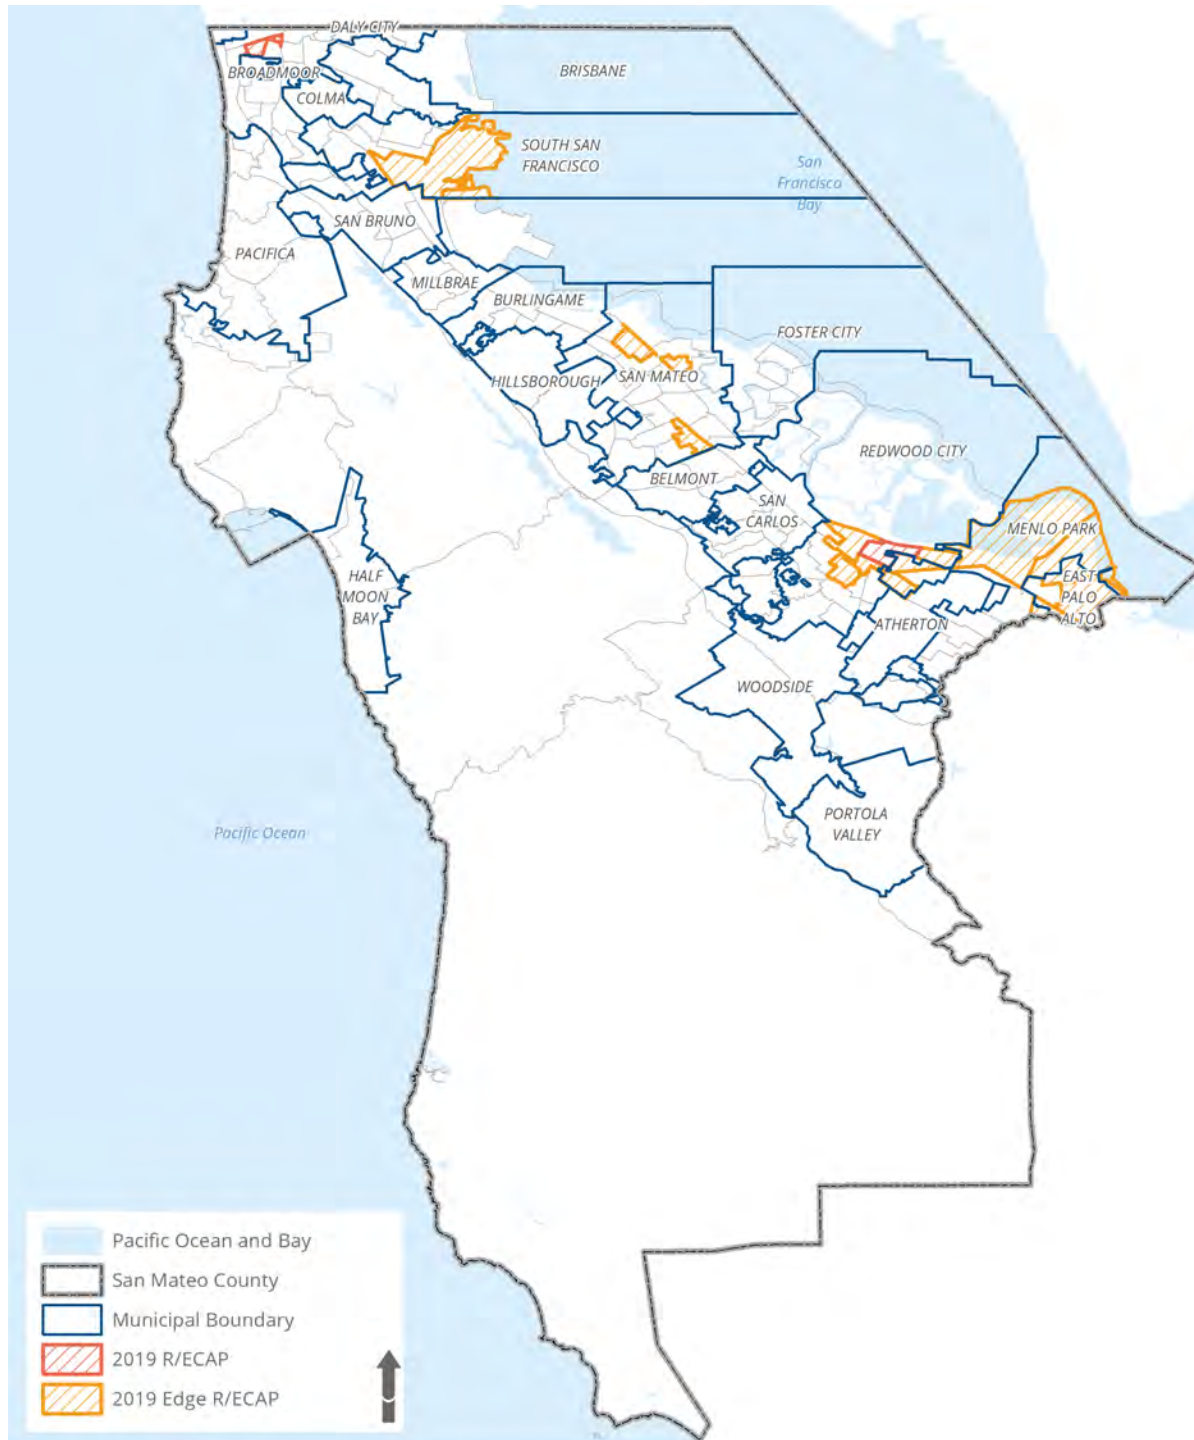 DALY CITY
BROADMOOR
BRISBANE
COLMA
SOUTH SAN
FRANCISCO
San
Francisco
Bay
SAN BRUNO
PACIFICA
MILLBRAE
BURLINGAME
FOSTER CITY
HILLSBOROUGH
SAN MATEO
REDWOOD CITY
BELMONT
SAN
CARLOS
MENLO PARK
HALF
MOON
BAY
EAST
PALO
ALTO
ATHERTON
WOODSIDE
PORTOLA
VALLEY
Pacific Ocean
Pacific Ocean and Bay
San Mateo County
Municipal Boundary
2019 R/ECAP
2019 Edge R/ECAP